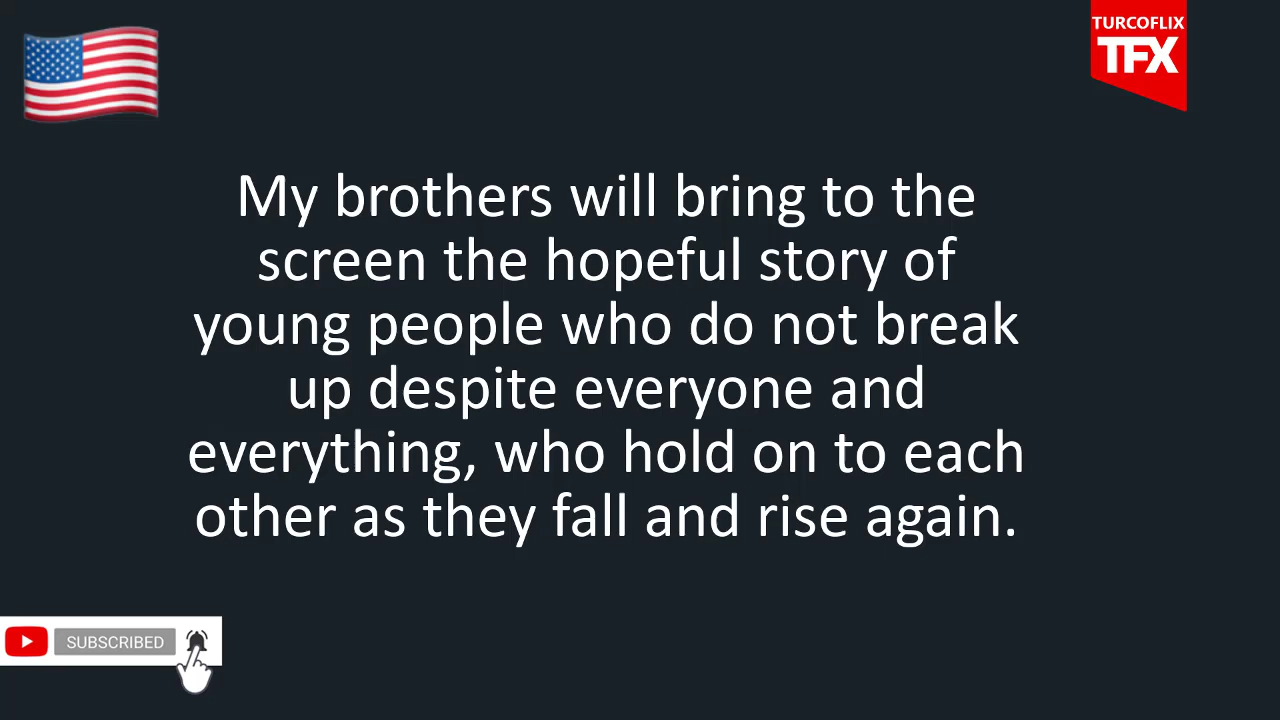 TURCOFLIX
TFX
My brothers will bring to the
screen the hopeful story of
young people who do not break
up despite everyone and
everything, who hold on to each
other as they fall and rise again.
SUBSCRIBED